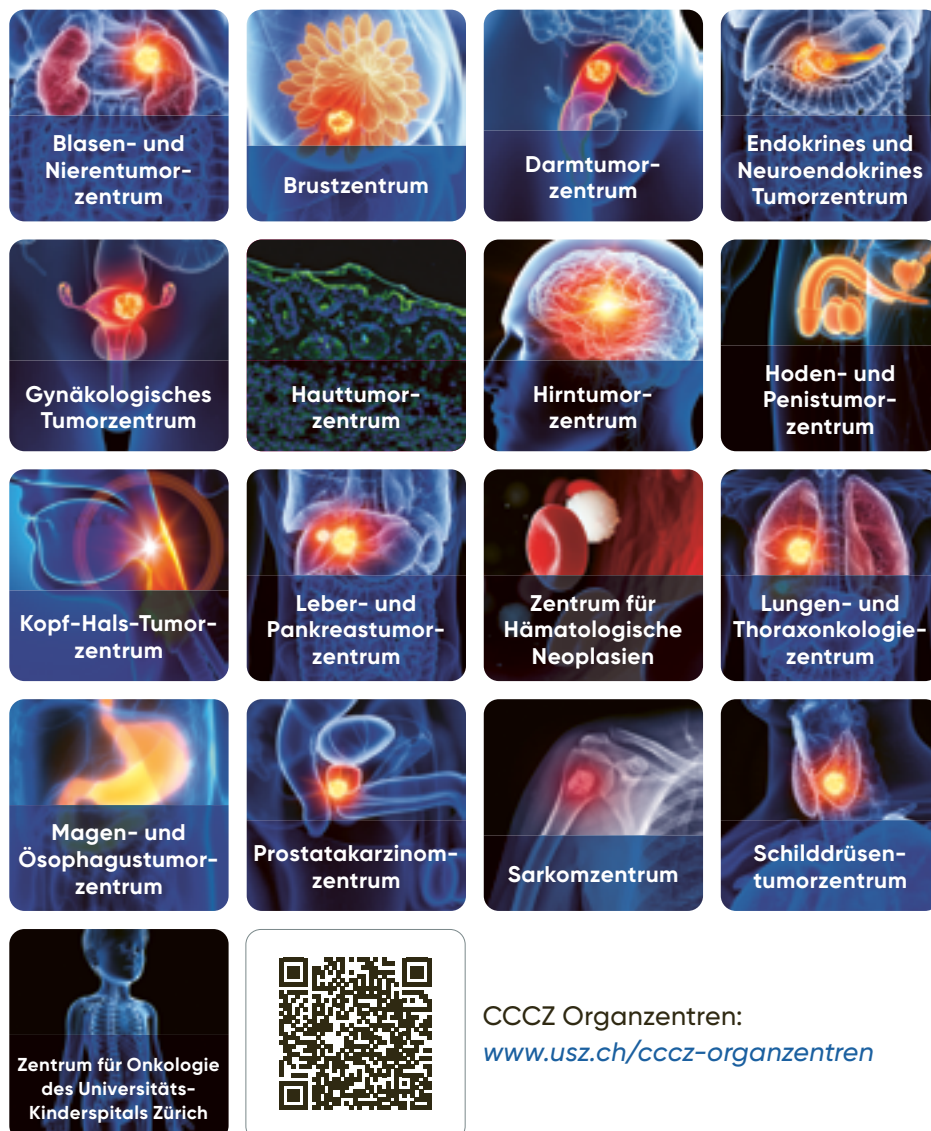 Blasen- und
Nierentumor-
zentrum
Brustzentrum
Darmtumor-
zentrum
Endokrines und
Neuroendokrines
Tumorzentrum
Gynäkologisches
Tumorzentrum
Hauttumor-
zentrum
Hirntumor-
zentrum
Hoden- und
Penistumor-
zentrum
Kopf-Hals-Tumor-
zentrum
Leber- und
Pankreastumor-
zentrum
Zentrum für
Hämatologische
Neoplasien
Lungen- und
Thoraxonkologie-
zentrum
Magen- und
Ösophagustumor-
zentrum
Prostatakarzinom-
zentrum
Sarkomzentrum
Schilddrüsen-
tumorzentrum
Zentrum für Onkologie
des Universitäts-
Kinderspitals Zürich
CCCZ Organzentren:
www.usz.ch/cccz-organzentren